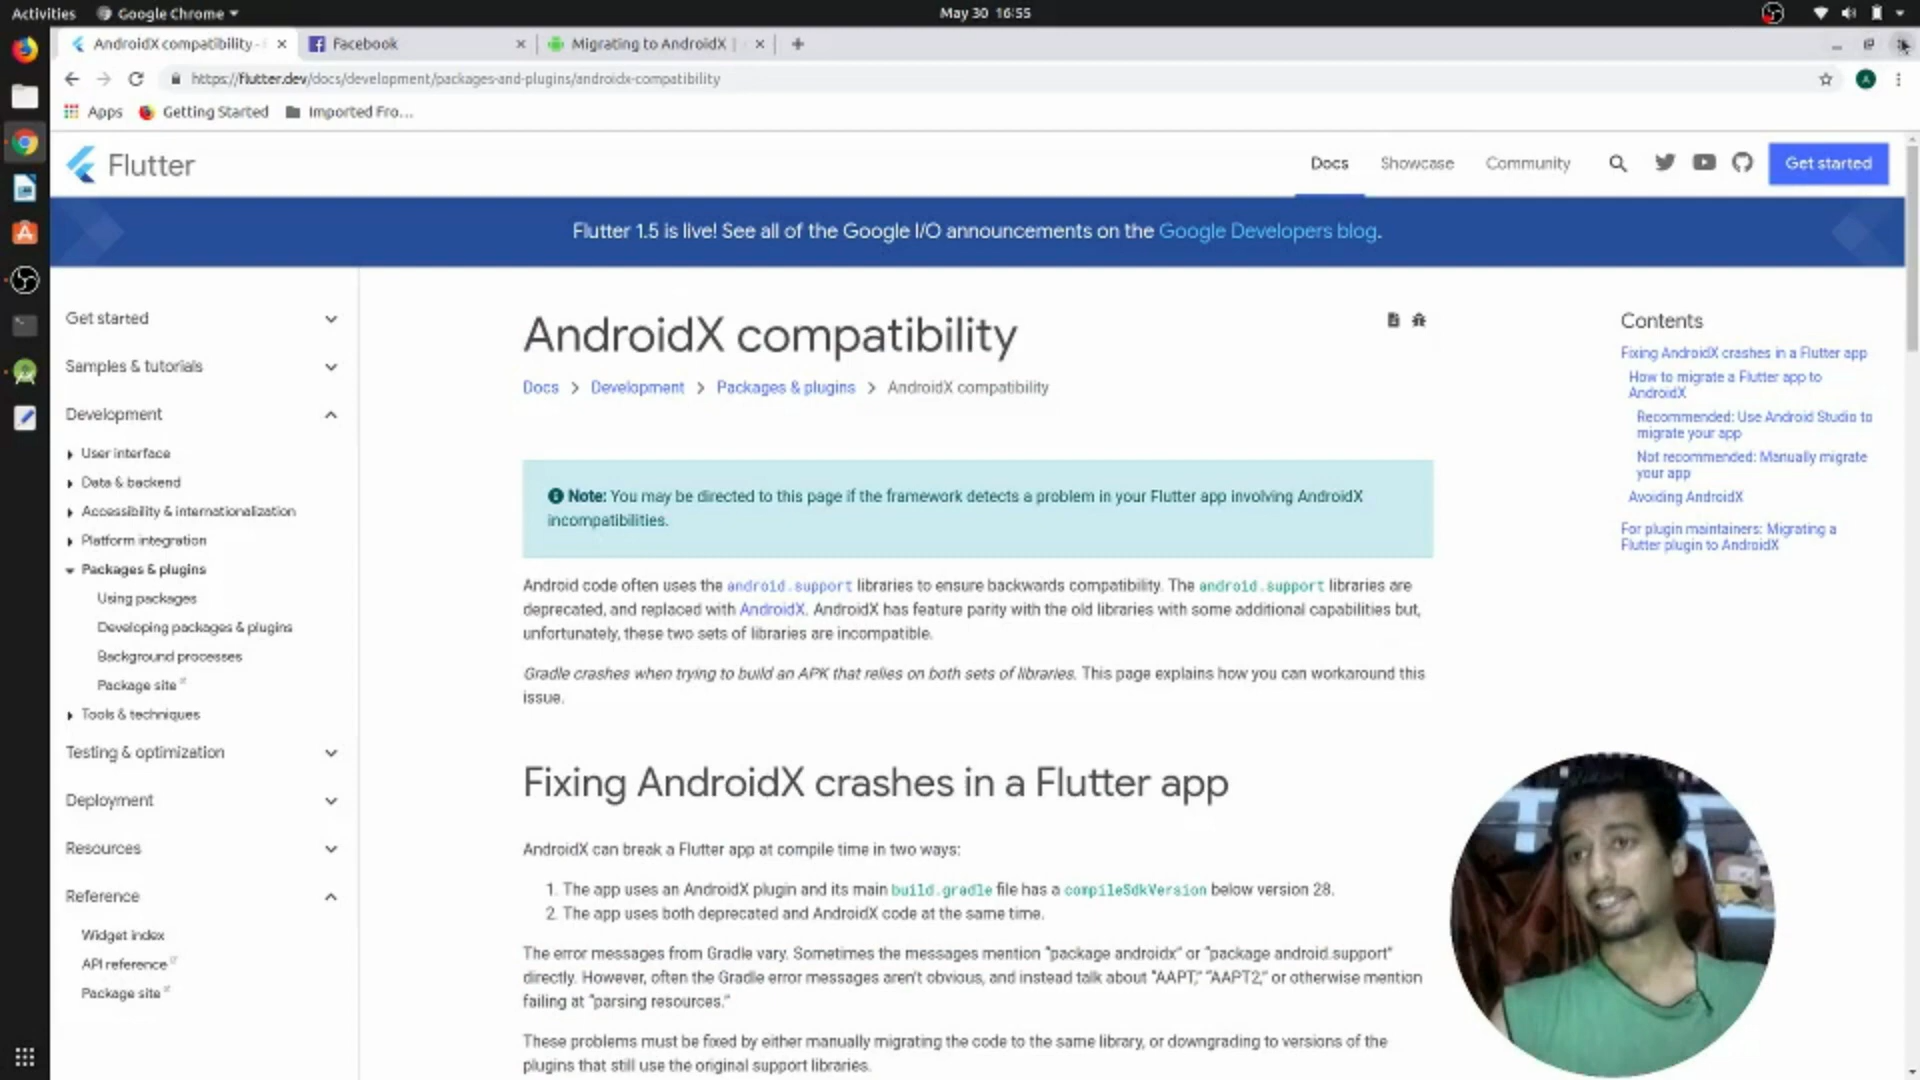 Activities
Google Chrome
May 30 16:55
AndroidX compatibility -
Facebook
Migrating to AndroidX |
https://flutter.dev/docs/development/packages-and-plugins/androidx-compatibility
A
Apps
Getting Started
Imported Fro...
Flutter
Docs
Showcase
Community
Get started
Flutter 1.5 is live! See all of the Google I/O announcements on the Google Developers blog.
Get started
Samples & tutorials
Development
User interface
Data & backend
Accessibility & internationalization
Platform integration
Packages & plugins
Using packages
Developing packages & plugins
Background processes
Package site
Tools & techniques
Testing & optimization
Deployment
Resources
Reference
Widget index
API reference
Package site
AndroidX compatibility
Docs > Development > Packages & plugins > AndroidX compatibility
Note: You may be directed to this page if the framework detects a problem in your Flutter app involving AndroidX
incompatibilities.
Android code often uses the android.support libraries to ensure backwards compatibility. The android.support libraries are
deprecated, and replaced with AndroidX. AndroidX has feature parity with the old libraries with some additional capabilities but,
unfortunately, these two sets of libraries are incompatible.
Gradle crashes when trying to build an APK that relies on both sets of libraries. This page explains how you can workaround this
issue.
Fixing AndroidX crashes in a Flutter app
AndroidX can break a Flutter app at compile time in two ways:
1. The app uses an AndroidX plugin and its main build.gradle file has a compileSdkVersion below version 28.
2. The app uses both deprecated and AndroidX code at the same time.
The error messages from Gradle vary. Sometimes the messages mention "package androidx" or "package android.support"
directly. However, often the Gradle error messages aren't obvious, and instead talk about "AAPT," "AAPT2," or otherwise mention
failing at "parsing resources."
These problems must be fixed by either manually migrating the code to the same library, or downgrading to versions of the
plugins that still use the original support libraries.
Contents
Fixing AndroidX crashes in a Flutter app
How to migrate a Flutter app to
AndroidX
Recommended: Use Android Studio to
migrate your app
Not recommended: Manually migrate
your app
Avoiding AndroidX
For plugin maintainers: Migrating a
Flutter plugin to AndroidX